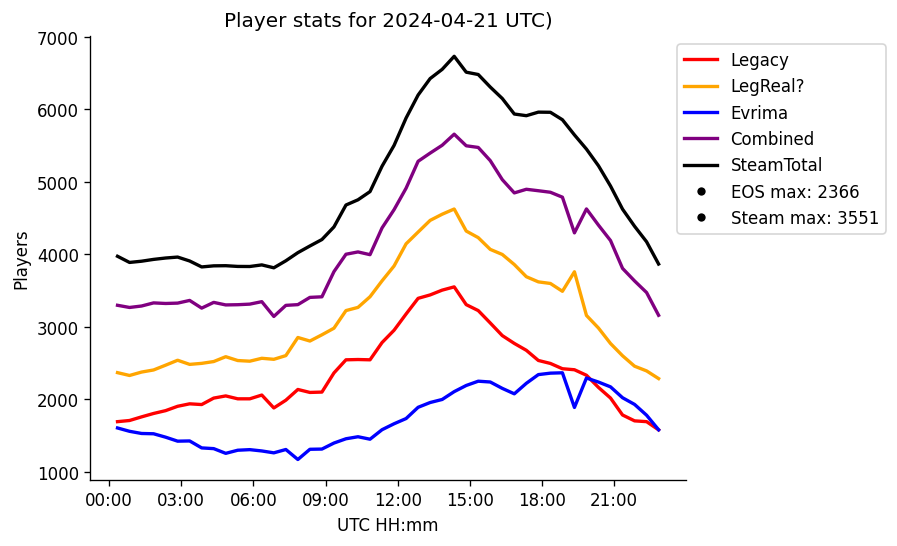 Player stats for 2024-04-21 UTC)
7000
6000
5000
4000
3000
2000
1000
Players
00:00 03:00 06:00 09:00 12:00 15:00 18:00 21:00
UTC HH:mm
Legacy
LegReal?
Evrima
Combined
SteamTotal
EOS max: 2366
Steam max: 3551